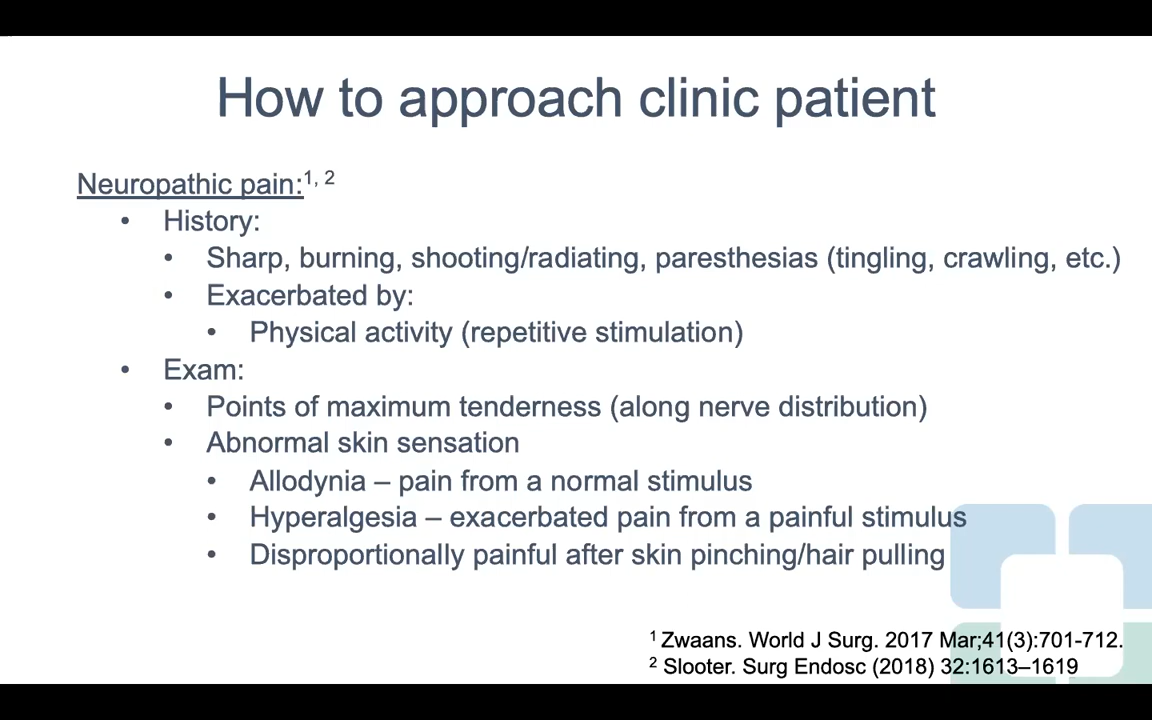 How to approach clinic patient
Neuropathic pain:1, 2
• History:
• Sharp, burning, shooting/radiating, paresthesias (tingling, crawling, etc.)
• Exacerbated by:
• Physical activity (repetitive stimulation)
• Exam:
• Points of maximum tenderness (along nerve distribution)
• Abnormal skin sensation
• Allodynia – pain from a normal stimulus
• Hyperalgesia – exacerbated pain from a painful stimulus
• Disproportionally painful after skin pinching/hair pulling
1 Zwaans. World J Surg. 2017 Mar;41(3):701-712.
2 Slooter. Surg Endosc (2018) 32:1613–1619